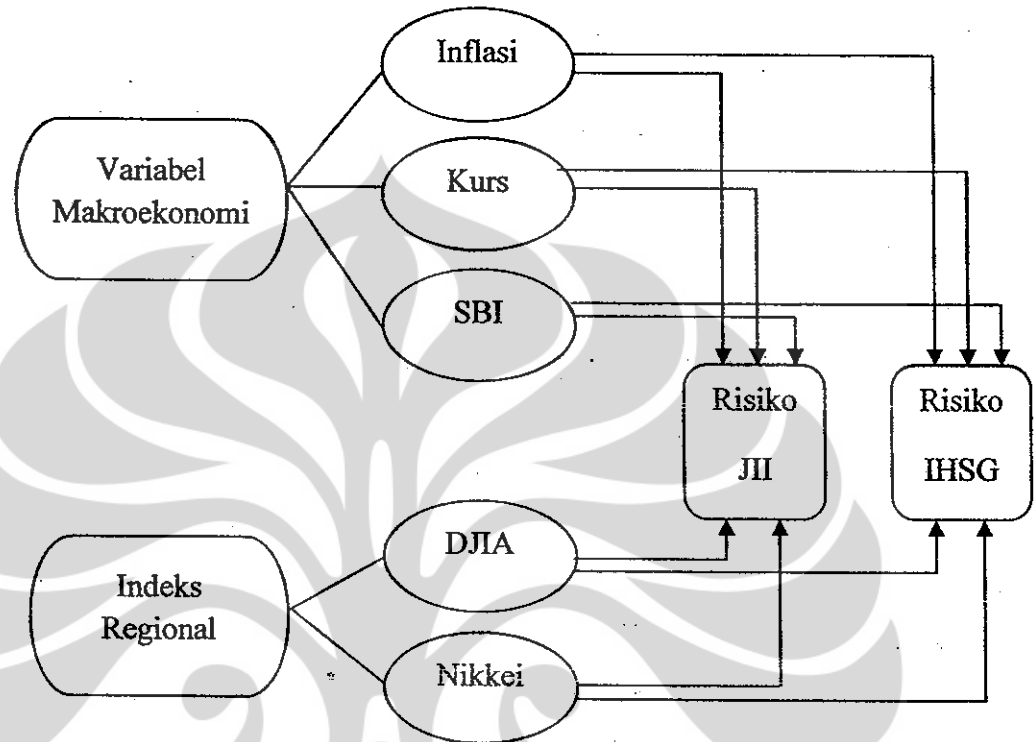 Inflasi
Variabel
Makroekonomi
Kurs
SBI
Risiko
JII
Risiko
IHSG
DJIA
Indeks
Regional
Nikkei